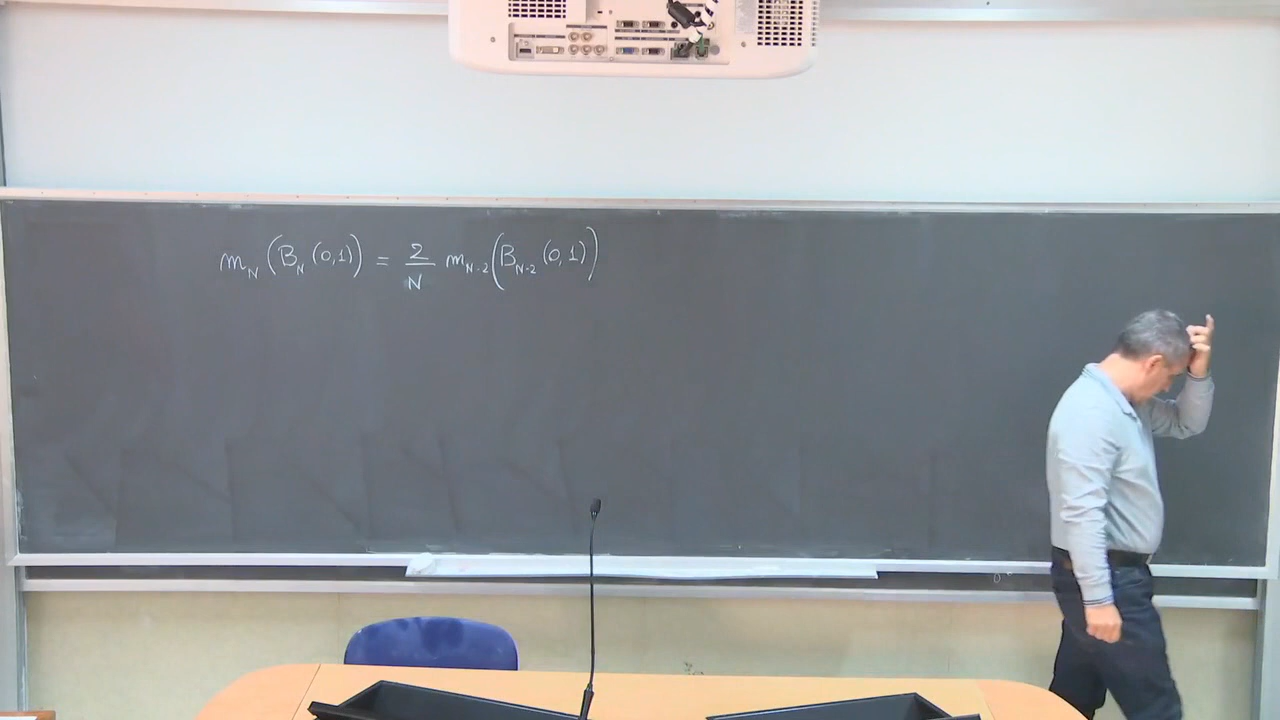 m_N (B_N (0,1)) = 2/N m_{N-2} (B_{N-2} (0,1))